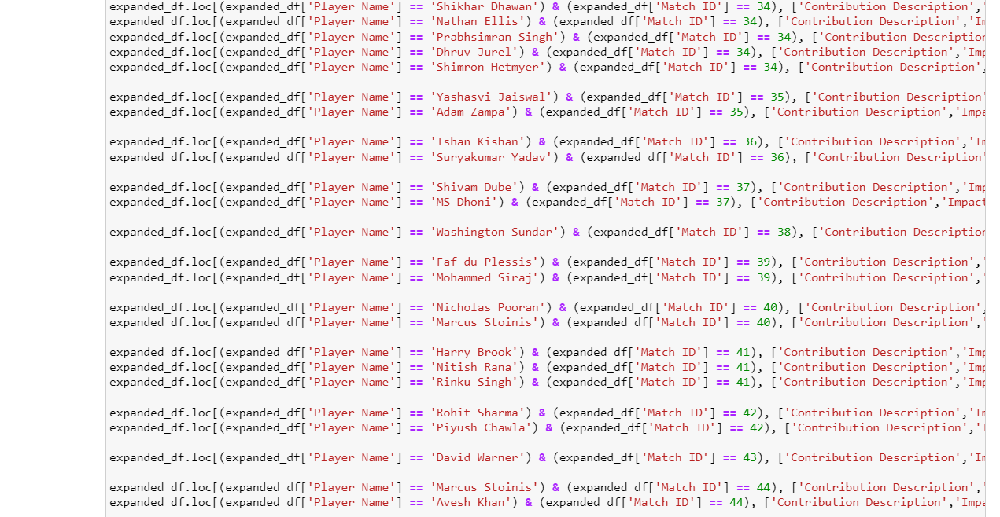 expanded_df.loc[(expanded_df['Player Name'] == 'Shikhar Dhawan') & (expanded_df['Match ID'] == 34), ['Contribution Description','
expanded_df.loc[(expanded_df['Player Name'] == 'Nathan Ellis') & (expanded_df['Match ID'] == 34), ['Contribution Description','In
expanded_df.loc[(expanded_df['Player Name'] == 'Prabhsimran Singh') & (expanded_df['Match ID'] == 34), ['Contribution Description
expanded_df.loc[(expanded_df['Player Name'] == 'Dhruv Jurel') & (expanded_df['Match ID'] == 34), ['Contribution Description','Imp
expanded_df.loc[(expanded_df['Player Name'] == 'Shimron Hetmyer') & (expanded_df['Match ID'] == 34), ['Contribution Description',
expanded_df.loc[(expanded_df['Player Name'] == 'Yashasvi Jaiswal') & (expanded_df['Match ID'] == 35), ['Contribution Description'
expanded_df.loc[(expanded_df['Player Name'] == 'Adam Zampa') & (expanded_df['Match ID'] == 35), ['Contribution Description','Impa
expanded_df.loc[(expanded_df['Player Name'] == 'Ishan Kishan') & (expanded_df['Match ID'] == 36), ['Contribution Description','In
expanded_df.loc[(expanded_df['Player Name'] == 'Suryakumar Yadav') & (expanded_df['Match ID'] == 36), ['Contribution Description'
expanded_df.loc[(expanded_df['Player Name'] == 'Shivam Dube') & (expanded_df['Match ID'] == 37), ['Contribution Description','Imp
expanded_df.loc[(expanded_df['Player Name'] == 'MS Dhoni') & (expanded_df['Match ID'] == 37), ['Contribution Description','Impact
expanded_df.loc[(expanded_df['Player Name'] == 'Washington Sundar') & (expanded_df['Match ID'] == 38), ['Contribution Description
expanded_df.loc[(expanded_df['Player Name'] == 'Faf du Plessis') & (expanded_df['Match ID'] == 39), ['Contribution Description','
expanded_df.loc[(expanded_df['Player Name'] == 'Mohammed Siraj') & (expanded_df['Match ID'] == 39), ['Contribution Description','
expanded_df.loc[(expanded_df['Player Name'] == 'Nicholas Pooran') & (expanded_df['Match ID'] == 40), ['Contribution Description',
expanded_df.loc[(expanded_df['Player Name'] == 'Marcus Stoinis') & (expanded_df['Match ID'] == 40), ['Contribution Description','
expanded_df.loc[(expanded_df['Player Name'] == 'Harry Brook') & (expanded_df['Match ID'] == 41), ['Contribution Description','Imp
expanded_df.loc[(expanded_df['Player Name'] == 'Nitish Rana') & (expanded_df['Match ID'] == 41), ['Contribution Description','Imp
expanded_df.loc[(expanded_df['Player Name'] == 'Rinku Singh') & (expanded_df['Match ID'] == 41), ['Contribution Description','Imp
expanded_df.loc[(expanded_df['Player Name'] == 'Rohit Sharma') & (expanded_df['Match ID'] == 42), ['Contribution Description','In
expanded_df.loc[(expanded_df['Player Name'] == 'Piyush Chawla') & (expanded_df['Match ID'] == 42), ['Contribution Description','I
expanded_df.loc[(expanded_df['Player Name'] == 'David Warner') & (expanded_df['Match ID'] == 43), ['Contribution Description','In
expanded_df.loc[(expanded_df['Player Name'] == 'Marcus Stoinis') & (expanded_df['Match ID'] == 44), ['Contribution Description','
expanded_df.loc[(expanded_df['Player Name'] == 'Avesh Khan') & (expanded_df['Match ID'] == 44), ['Contribution Description','Impa